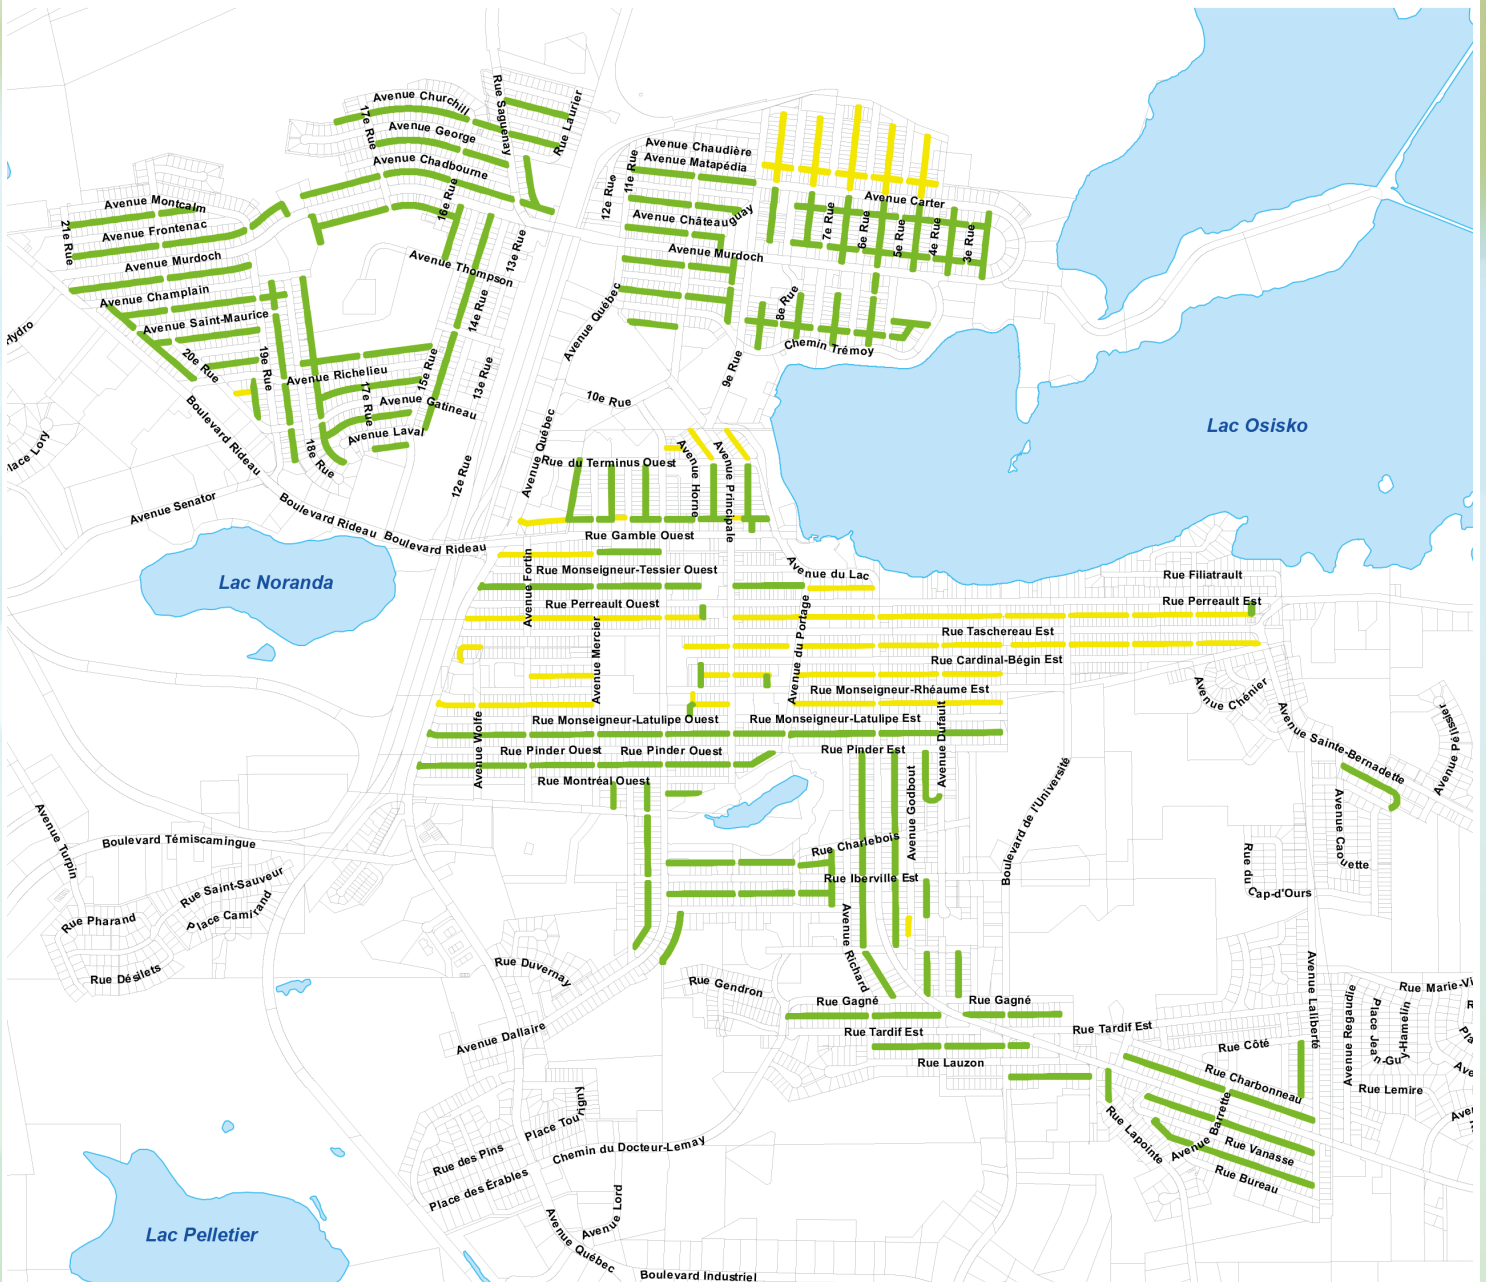 Avenue Churchill
Rue Saguenay
Rue Laurier
17e Rue
Avenue George
Avenue Chadbourne
16e Rue
Avenue Chaudière
Avenue Matapédia
11e Rue
12e Rue
Avenue Châteauguay
Avenue Carter
7e Rue
6e Rue
5e Rue
4e Rue
3e Rue
Avenue Montcalm
21e Rue
Avenue Frontenac
Avenue Murdoch
Avenue Murdoch
13e Rue
Avenue Thompson
Avenue Champlain
14e Rue
8e Rue
Avenue Québec
Avenue Saint-Maurice
Hydro
20e Rue
19e Rue
Avenue Richelieu
15e Rue
13e Rue
Chemin Trémoy
9e Rue
17e Rue
Avenue Gatineau
10e Rue
Boulevard Rideau
Avenue Laval
18e Rue
Lac Osisko
Avenue Québec
lace Lory
12e Rue
Rue du Terminus Ouest
Avenue Horne
Avenue Principale
Avenue Senator
Boulevard Rideau
Boulevard Rideau
Rue Gamble Ouest
Avenue Fortin
Rue Monseigneur-Tessier Ouest
Avenue du Lac
Rue Filiatrault
Lac Noranda
Rue Perreault Ouest
Rue Perreault Est
Avenue Mercier
Avenue du Portage
Rue Taschereau Est
Rue Cardinal-Bégin Est
Rue Monseigneur-Rhéaume Est
Avenue Chénier
Rue Monseigneur-Latulipe Ouest
Rue Monseigneur-Latulipe Est
Avenue Dufault
Avenue Wolfe
Rue Pinder Ouest
Rue Pinder Ouest
Rue Pinder Est
Avenue Sainte-Bernadette
Avenue Pélissier
Rue Montréal Ouest
Avenue Godbout
Boulevard de l'Université
Avenue Turpin
Boulevard Témiscamingue
Rue Charlebois
Avenue Caouette
Rue du Cap-d'Ours
Rue Iberville Est
Rue Saint-Sauveur
Place Camirand
Rue Pharand
Rue Désilets
Avenue Richard
Rue Duvernay
Rue Gendron
Rue Gagné
Rue Gagné
Avenue Laliberté
Avenue Regaudie
Place Jean-Guy-Hamelin
Rue Marie-Vi
R
Pla
Avenue Dallaire
Rue Tardif Est
Rue Tardif Est
Rue Côté
Rue Lauzon
Rue Charbonneau
Rue Lemire
Ave
Aven
Place Tourigny
Rue Lapointe
Avenue Barrette
Rue Vanasse
Rue Bureau
Rue des Pins
Chemin du Docteur-Lemay
Place des Érables
Avenue Lord
Lac Pelletier
Avenue Québec
Boulevard Industriel